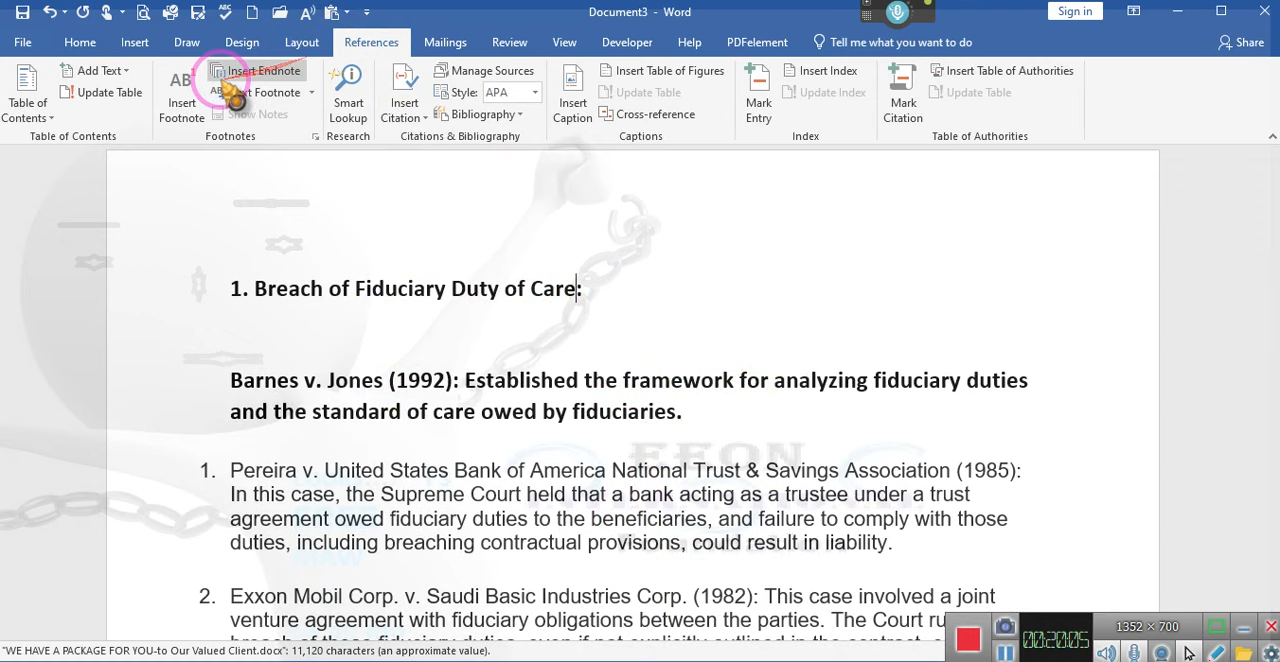 Document3 - Word
Sign in
File Home Insert Draw Design Layout References Mailings Review View Developer Help PDFelement Tell me what you want to do Share
Table of Contents
Add Text
Update Table
Table of Contents
AB
Insert Footnote
Insert Endnote
Footnote
Show Notes
Footnotes
Smart Lookup
Research
Insert Citation
Manage Sources
Style: APA
Bibliography
Citations & Bibliography
Insert Caption
Insert Table of Figures
Update Table
Cross-reference
Captions
Mark Entry
Insert Index
Update Index
Index
Mark Citation
Insert Table of Authorities
Update Table
Table of Authorities
1. Breach of Fiduciary Duty of Care:
Barnes v. Jones (1992): Established the framework for analyzing fiduciary duties
and the standard of care owed by fiduciaries.
1. Pereira v. United States Bank of America National Trust & Savings Association (1985):
In this case, the Supreme Court held that a bank acting as a trustee under a trust
agreement owed fiduciary duties to the beneficiaries, and failure to comply with those
duties, including breaching contractual provisions, could result in liability.
2. Exxon Mobil Corp. v. Saudi Basic Industries Corp. (1982): This case involved a joint
venture agreement with fiduciary obligations between the parties. The Court
1352 × 700
00:20:05
"WE HAVE A PACKAGE FOR YOU-to Our Valued Client.docx": 11,120 characters (an approximate value).